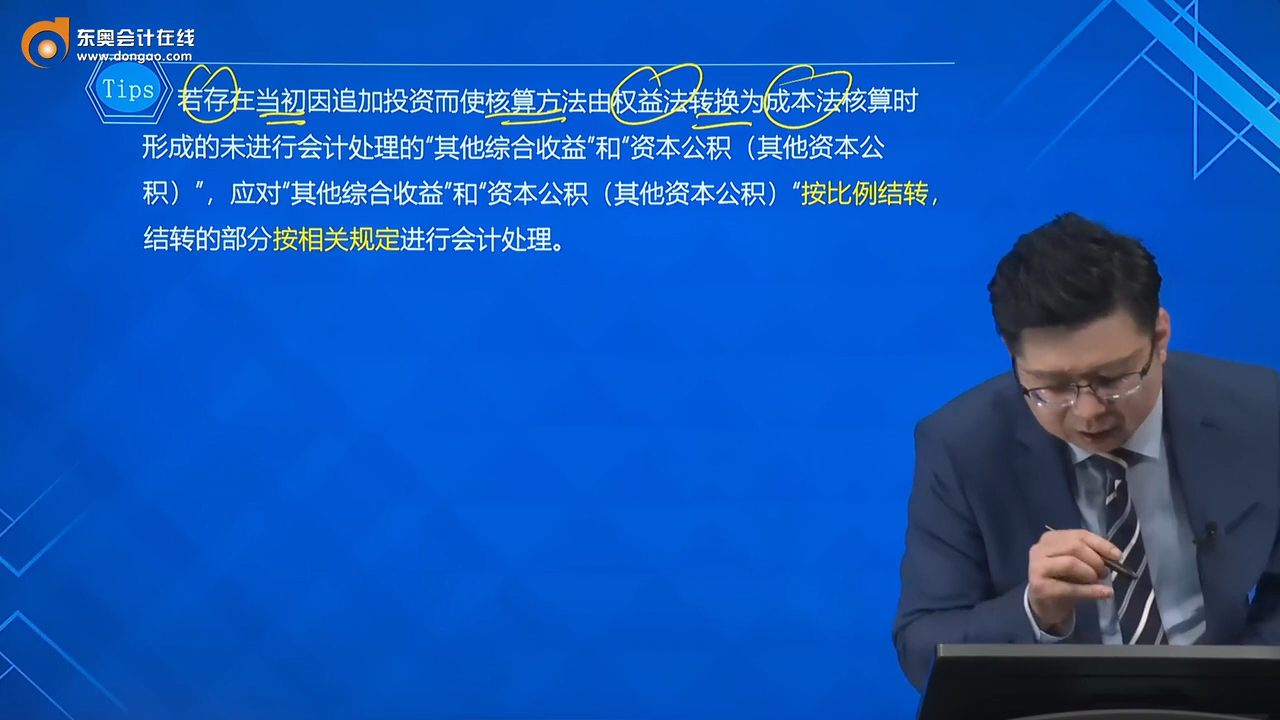 东奥会计在线
www.dongao.com
Tips
若存在当初因追加投资而使核算方法由权益法转换为成本法核算时
形成的未进行会计处理的“其他综合收益”和“资本公积（其他资本公
积）”，应对“其他综合收益”和“资本公积（其他资本公积）“按比例结转，
结转的部分按相关规定进行会计处理。